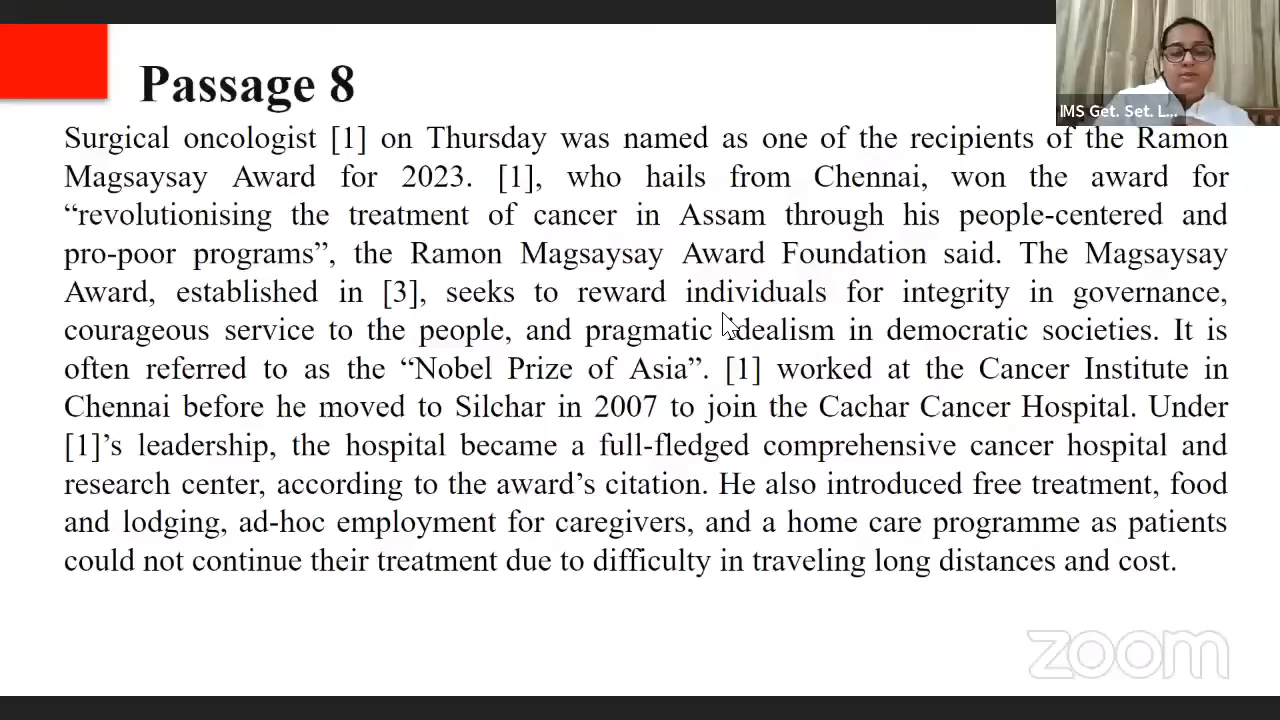 Passage 8
IMS Get. Set. L...
Surgical oncologist [1] on Thursday was named as one of the recipients of the Ramon
Magsaysay Award for 2023. [1], who hails from Chennai, won the award for
“revolutionising the treatment of cancer in Assam through his people-centered and
pro-poor programs”, the Ramon Magsaysay Award Foundation said. The Magsaysay
Award, established in [3], seeks to reward individuals for integrity in governance,
courageous service to the people, and pragmatic idealism in democratic societies. It is
often referred to as the “Nobel Prize of Asia”. [1] worked at the Cancer Institute in
Chennai before he moved to Silchar in 2007 to join the Cachar Cancer Hospital. Under
[1]’s leadership, the hospital became a full-fledged comprehensive cancer hospital and
research center, according to the award’s citation. He also introduced free treatment, food
and lodging, ad-hoc employment for caregivers, and a home care programme as patients
could not continue their treatment due to difficulty in traveling long distances and cost.
zoom